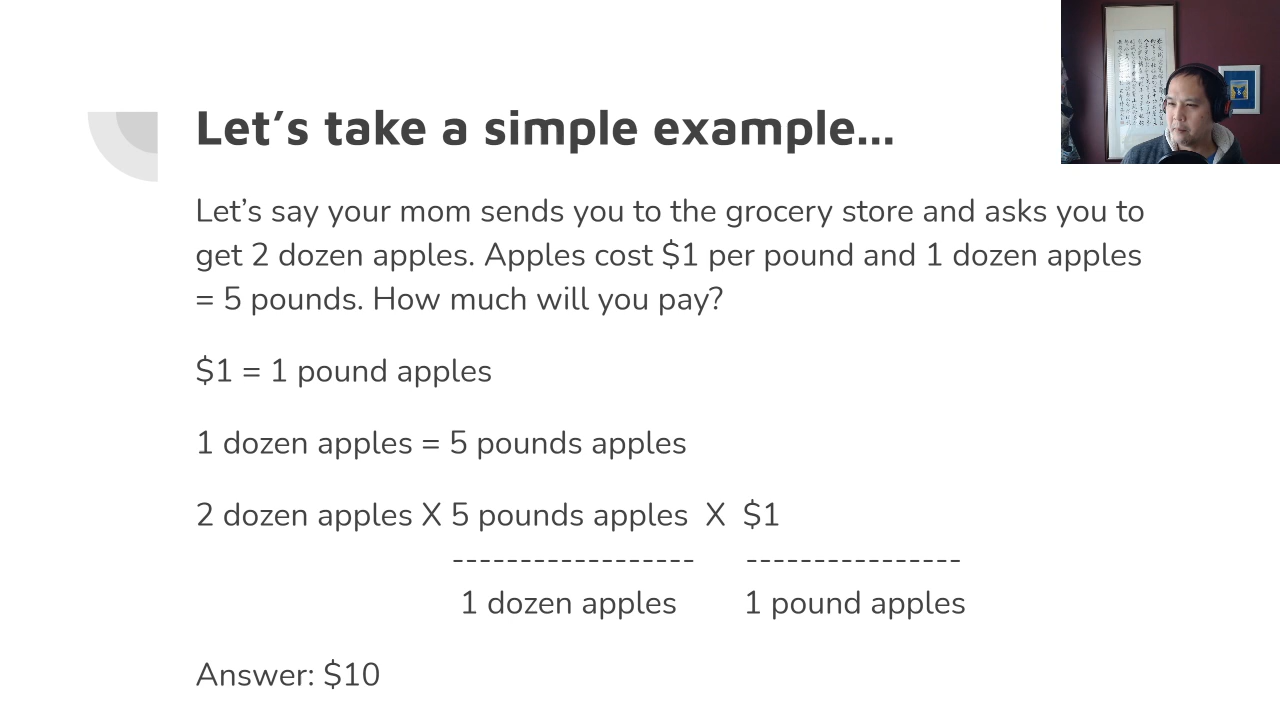 Let’s take a simple example...
Let’s say your mom sends you to the grocery store and asks you to
get 2 dozen apples. Apples cost $1 per pound and 1 dozen apples
= 5 pounds. How much will you pay?
$1 = 1 pound apples
1 dozen apples = 5 pounds apples
2 dozen apples X 5 pounds apples  X  $1
------------------ ----------------
1 dozen apples 1 pound apples
Answer: $10